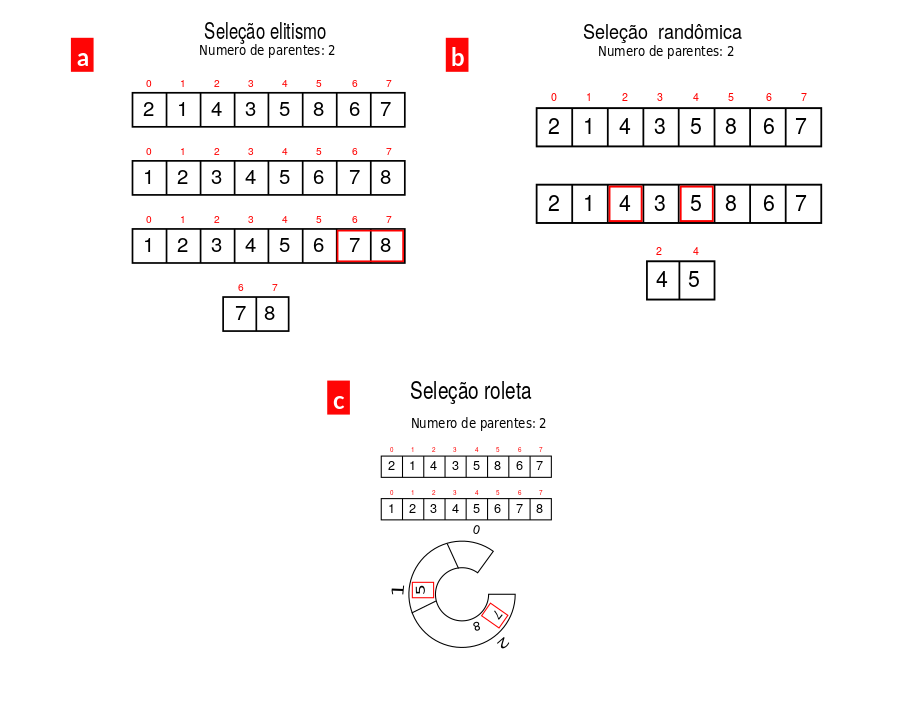 a
Seleção elitismo
Numero de parentes: 2
0 1 2 3 4 5 6 7
2 1 4 3 5 8 6 7
0 1 2 3 4 5 6 7
1 2 3 4 5 6 7 8
0 1 2 3 4 5 6 7
1 2 3 4 5 6 7 8
6 7
7 8
b
Seleção randômica
Numero de parentes: 2
0 1 2 3 4 5 6 7
2 1 4 3 5 8 6 7
2 1 4 3 5 8 6 7
2 4
4 5
c
Seleção roleta
Numero de parentes: 2
0 1 2 3 4 5 6 7
2 1 4 3 5 8 6 7
0 1 2 3 4 5 6 7
1 2 3 4 5 6 7 8
0
1 5
8 7
2